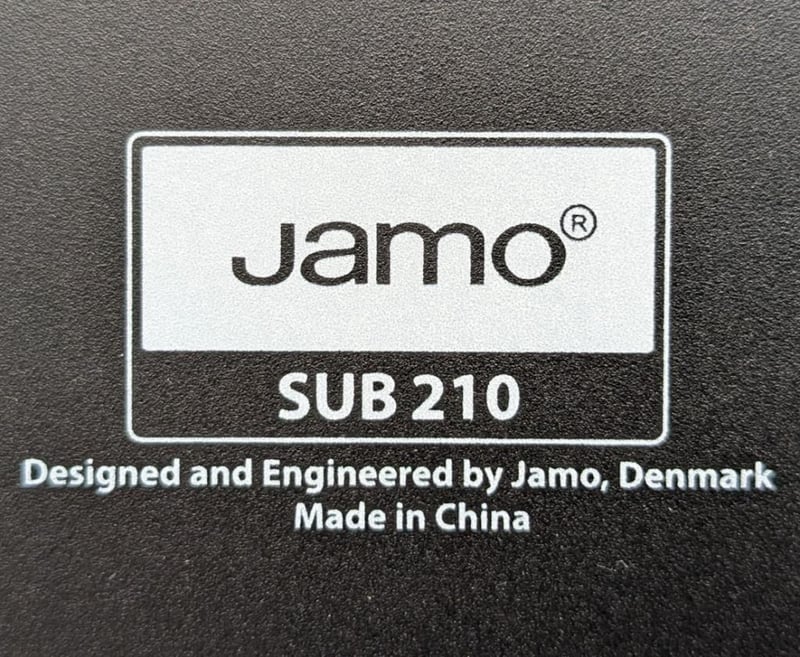 Jamo®
SUB 210
Designed and Engineered by Jamo, Denmark
Made in China